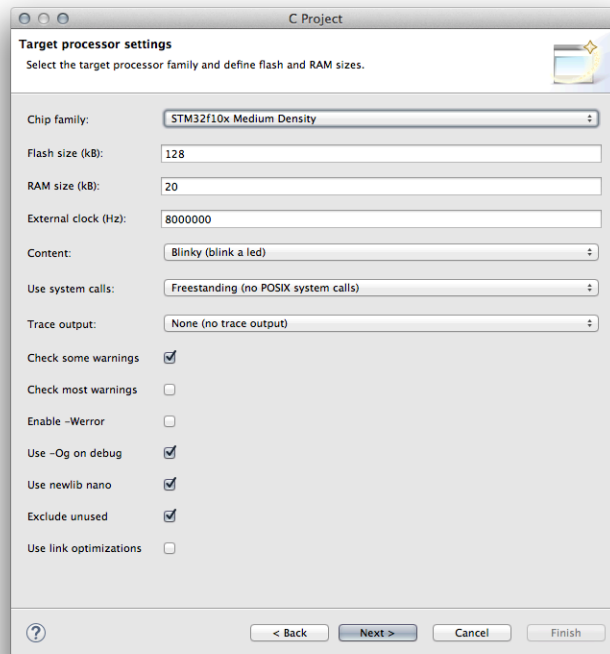 C Project
Target processor settings
Select the target processor family and define flash and RAM sizes.
Chip family: STM32f10x Medium Density
Flash size (kB): 128
RAM size (kB): 20
External clock (Hz): 8000000
Content: Blinky (blink a led)
Use system calls: Freestanding (no POSIX system calls)
Trace output: None (no trace output)
Check some warnings
Check most warnings
Enable -Werror
Use -Og on debug
Use newlib nano
Exclude unused
Use link optimizations
? < Back Next > Cancel Finish